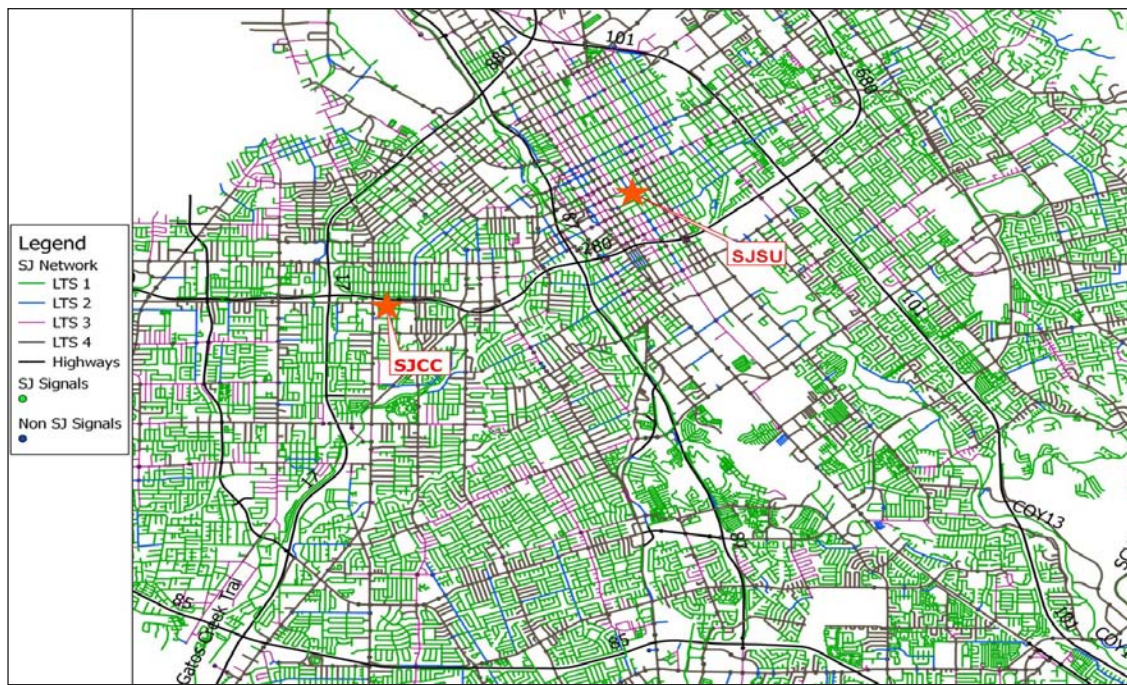 Legend
SJ Network
LTS 1
LTS 2
LTS 3
LTS 4
Highways
SJ Signals
Non SJ Signals
101
880
680
87
280
SJSU
17
SJCC
101
17
COY13
87
85
Gatos Creek Trail
85
101